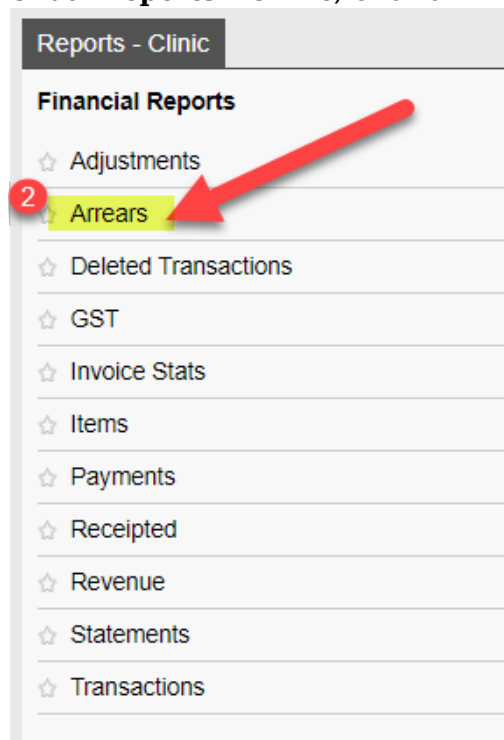 Reports - Clinic
Financial Reports
Adjustments
2
Arrears
Deleted Transactions
GST
Invoice Stats
Items
Payments
Receipted
Revenue
Statements
Transactions